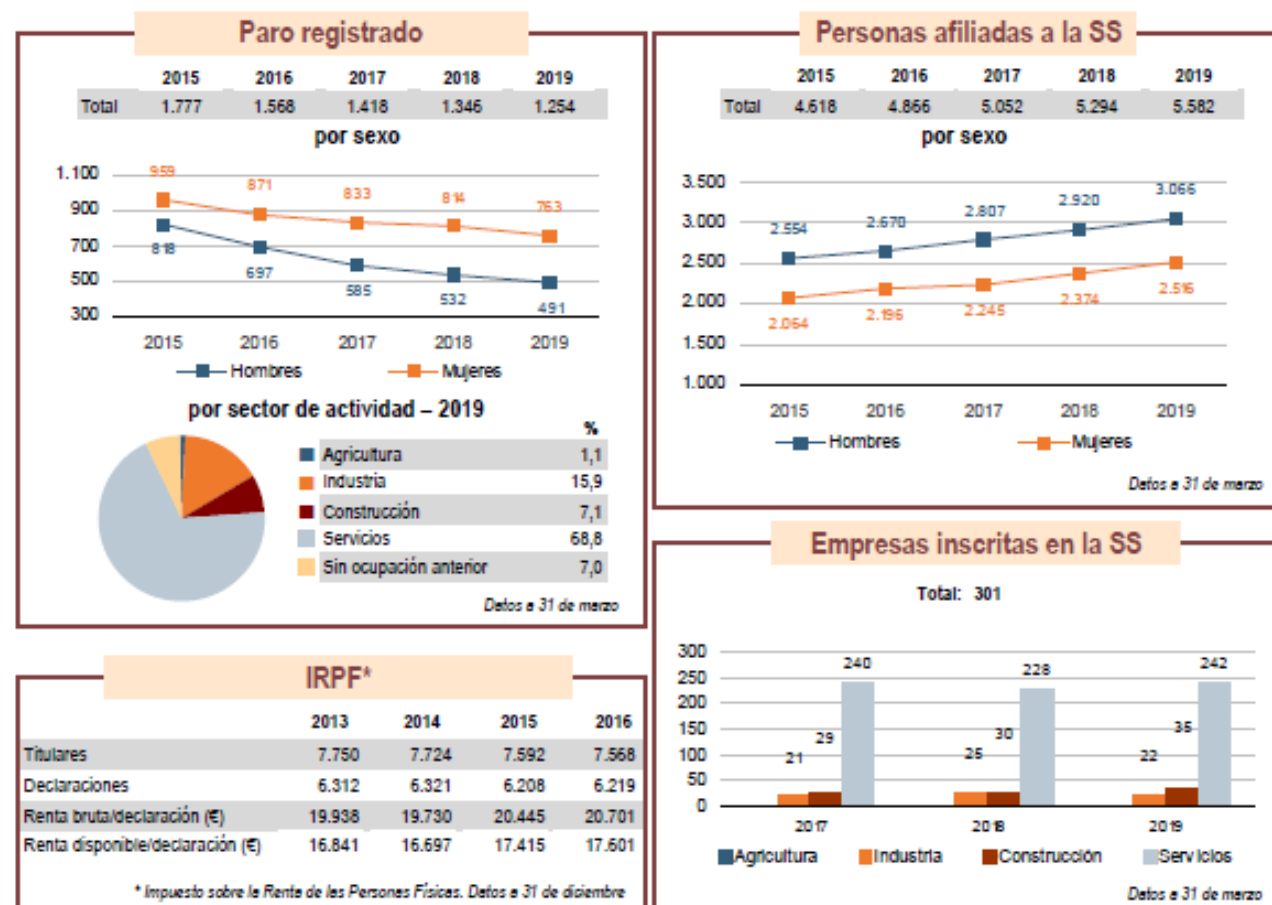 Paro registrado
2015 2016 2017 2018 2019
Total 1.777 1.568 1.418 1.346 1.254
por sexo
1.100
900
700
500
300
959 871 833 814 763
818 697 585 532 491
2015 2016 2017 2018 2019
Hombres Mujeres
por sector de actividad – 2019
%
Agricultura 1,1
Industria 15,9
Construcción 7,1
Servicios 68,8
Sin ocupación anterior 7,0
Datos a 31 de marzo
Personas afiliadas a la SS
2015 2016 2017 2018 2019
Total 4.618 4.866 5.052 5.294 5.582
por sexo
3.500
3.000
2.500
2.000
1.500
1.000
2.554 2.670 2.807 2.920 3.066
2.064 2.196 2.245 2.374 2.516
2015 2016 2017 2018 2019
Hombres Mujeres
Datos a 31 de marzo
IRPF*
2013 2014 2015 2016
Titulares 7.750 7.724 7.592 7.568
Declaraciones 6.312 6.321 6.208 6.219
Renta bruta/declaración (€) 19.938 19.730 20.445 20.701
Renta disponible/declaración (€) 16.841 16.697 17.415 17.601
* Impuesto sobre la Renta de las Personas Físicas. Datos a 31 de diciembre
Empresas inscritas en la SS
Total: 301
300
250
200
150
100
50
0
21 29 240
25 30 228
22 35 242
2017 2018 2019
Agricultura Industria Construcción Servicios
Datos a 31 de marzo